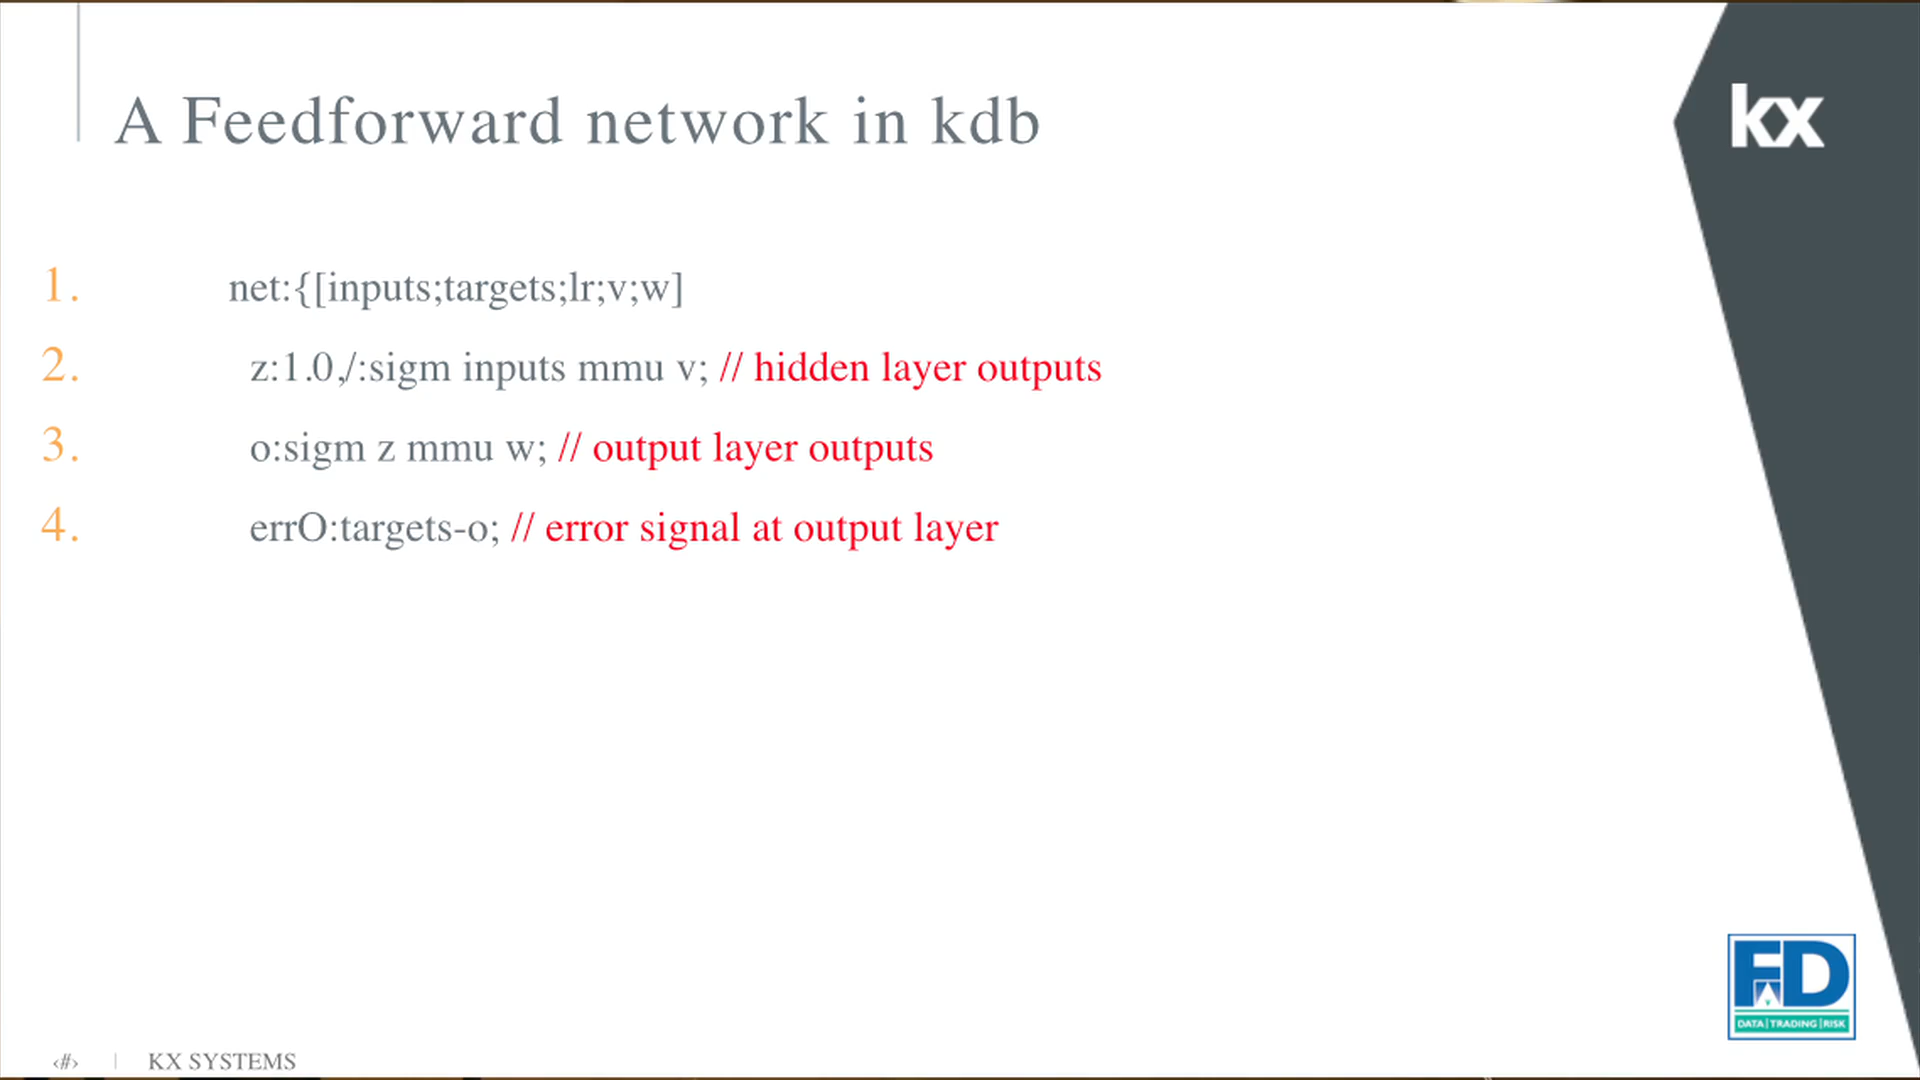 A Feedforward network in kdb
kx
1. net:{[inputs;targets;lr;v;w]
2. z:1.0,/:sigm inputs mmu v; // hidden layer outputs
3. o:sigm z mmu w; // output layer outputs
4. errO:targets-o; // error signal at output layer
FD
DATA|TRADING|RISK
‹#› | KX SYSTEMS